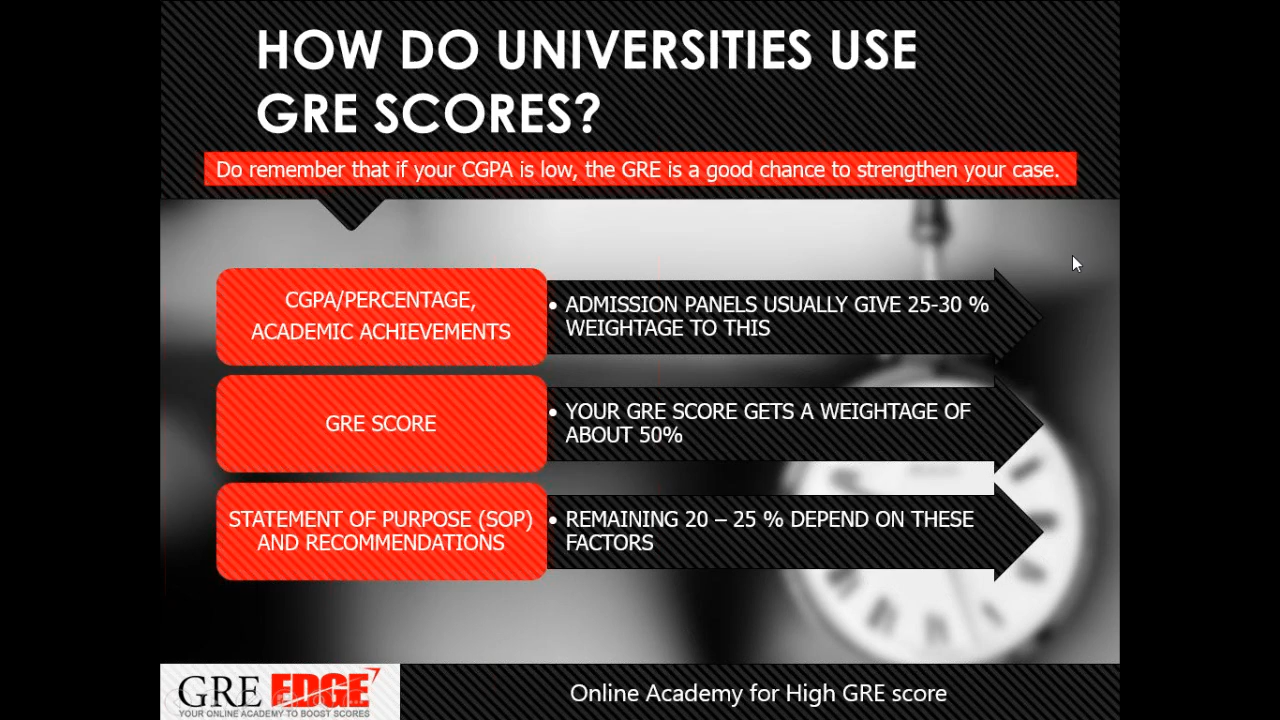 HOW DO UNIVERSITIES USE
GRE SCORES?
Do remember that if your CGPA is low, the GRE is a good chance to strengthen your case.
CGPA/PERCENTAGE,
ACADEMIC ACHIEVEMENTS
• ADMISSION PANELS USUALLY GIVE 25-30 %
WEIGHTAGE TO THIS
GRE SCORE
• YOUR GRE SCORE GETS A WEIGHTAGE OF
ABOUT 50%
STATEMENT OF PURPOSE (SOP)
AND RECOMMENDATIONS
• REMAINING 20 – 25 % DEPEND ON THESE
FACTORS
GRE EDGE
YOUR ONLINE ACADEMY TO BOOST SCORES
Online Academy for High GRE score